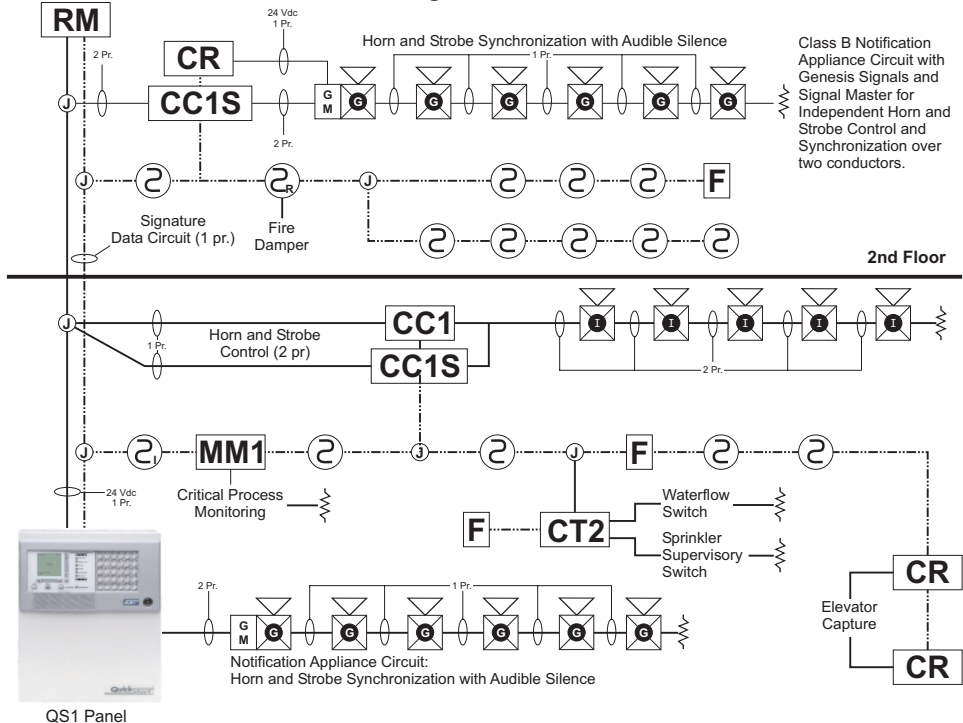 RM
24 Vdc
1 Pr.
2 Pr.
CR
Horn and Strobe Synchronization with Audible Silence
1 Pr.
Class B Notification
Appliance Circuit with
Genesis Signals and
Signal Master for
Independent Horn and
Strobe Control and
Synchronization over
two conductors.
J
CC1S
G
M
G
G
G
G
G
G
2 Pr.
J
R
J
F
Signature
Data Circuit (1 pr.)
Fire
Damper
2nd Floor
J
CC1
I
I
I
I
I
1 Pr.
Horn and Strobe
Control (2 pr)
CC1S
2 Pr.
J
I
MM1
J
J
F
24 Vdc
1 Pr.
Critical Process
Monitoring
F
CT2
Waterflow
Switch
Sprinkler
Supervisory
Switch
CR
Elevator
Capture
CR
2 Pr.
1 Pr.
G
M
G
G
G
G
G
G
Notification Appliance Circuit:
Horn and Strobe Synchronization with Audible Silence
QS1 Panel